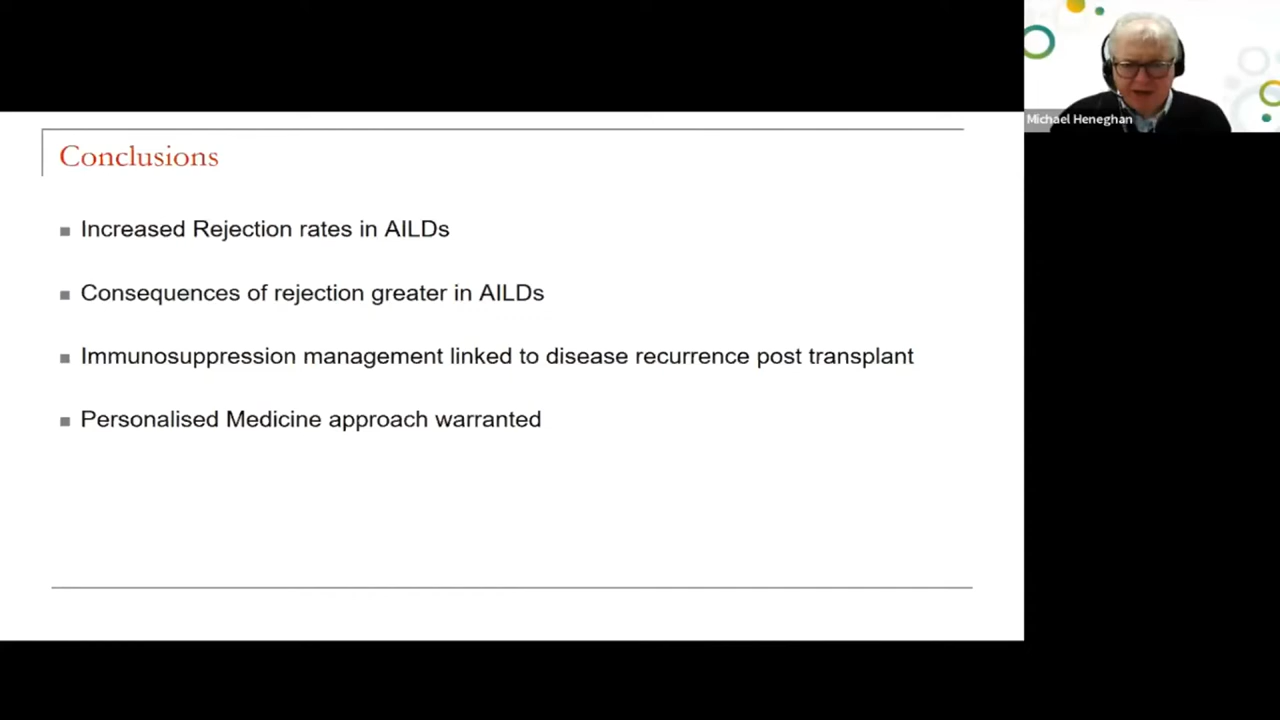 Michael Heneghan
Conclusions
Increased Rejection rates in AILDs
Consequences of rejection greater in AILDs
Immunosuppression management linked to disease recurrence post transplant
Personalised Medicine approach warranted